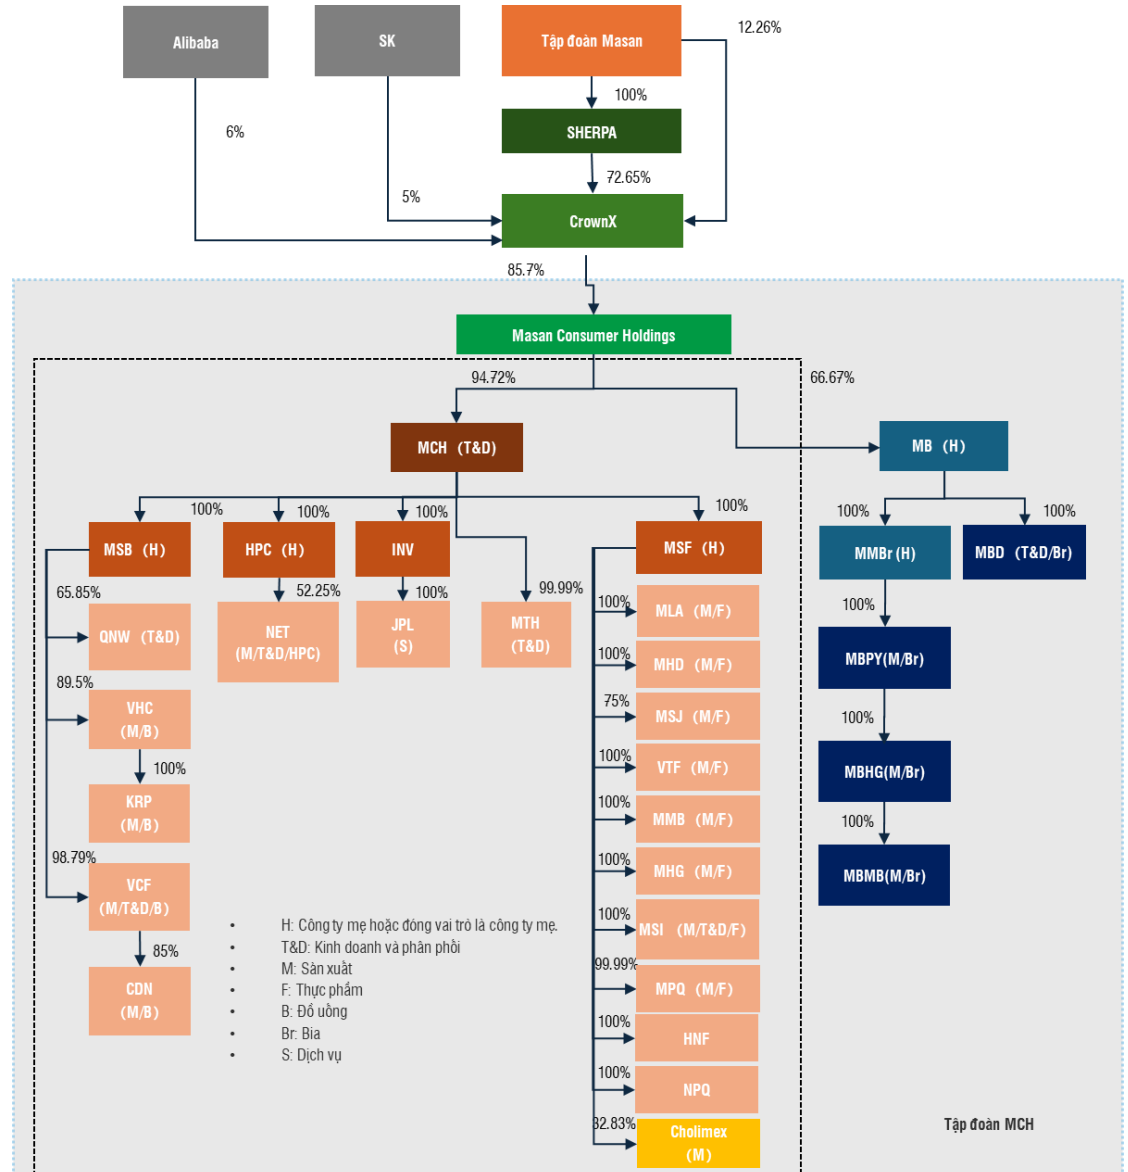 Alibaba
SK
Tập đoàn Masan
12.26%
100%
6%
SHERPA
72.65%
5%
CrownX
85.7%
Masan Consumer Holdings
94.72%
66.67%
MCH (T&D)
MB (H)
100%
100%
100%
100%
100%
100%
MSB (H)
HPC (H)
INV
MSF (H)
MMBr (H)
MBD (T&D/Br)
65.85%
52.25%
100%
99.99%
100%
100%
QNW (T&D)
NET
(M/T&D/HPC)
JPL
(S)
MTH
(T&D)
MLA (M/F)
100%
MHD (M/F)
MBPY(M/Br)
89.5%
VHC
(M/B)
75%
MSJ (M/F)
100%
100%
100%
VTF (M/F)
MBHG(M/Br)
KRP
(M/B)
100%
MMB (M/F)
100%
98.79%
VCF
(M/T&D/B)
100%
MHG (M/F)
MBMB(M/Br)
85%
100%
MSI (M/T&D/F)
CDN
(M/B)
99.99%
MPQ (M/F)
100%
HNF
100%
NPQ
32.83%
Cholimex
(M)
• H: Công ty mẹ hoặc đóng vai trò là công ty mẹ.
• T&D: Kinh doanh và phân phối
• M: Sản xuất
• F: Thực phẩm
• B: Đồ uống
• Br: Bia
• S: Dịch vụ
Tập đoàn MCH